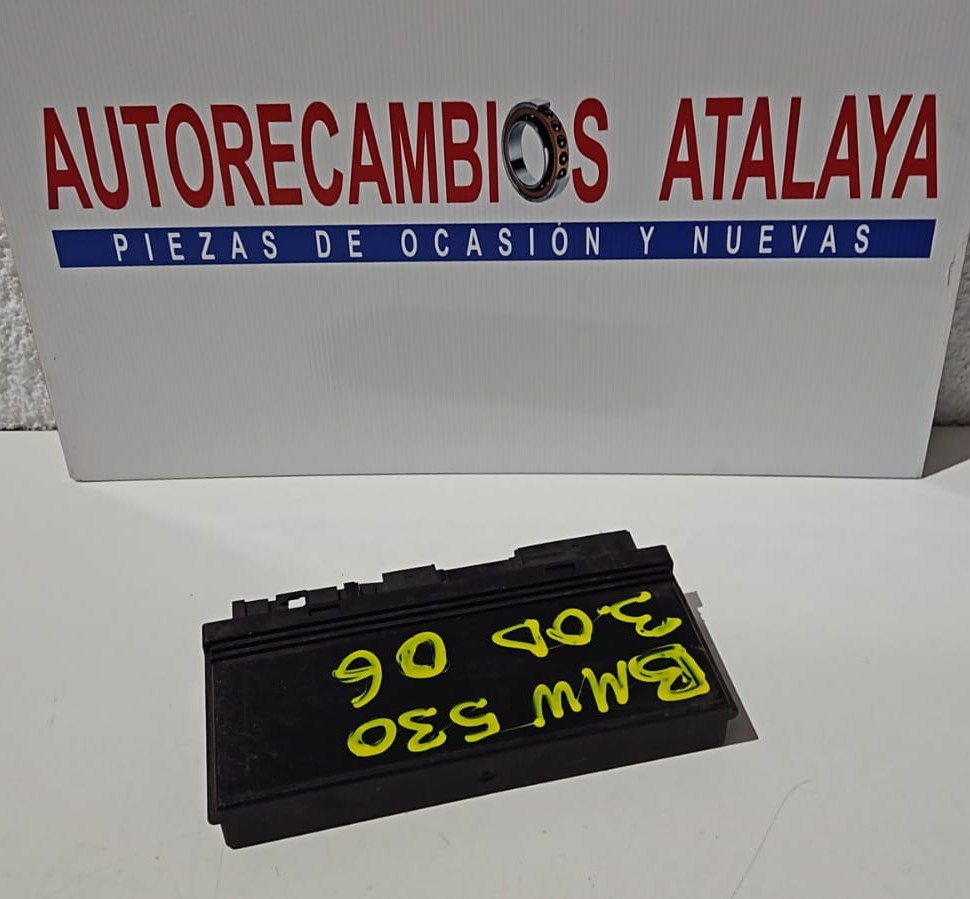 AUTORECAMBIOS ATALAYA
PIEZAS DE OCASIÓN Y NUEVAS
BMW 530
3.0D 06